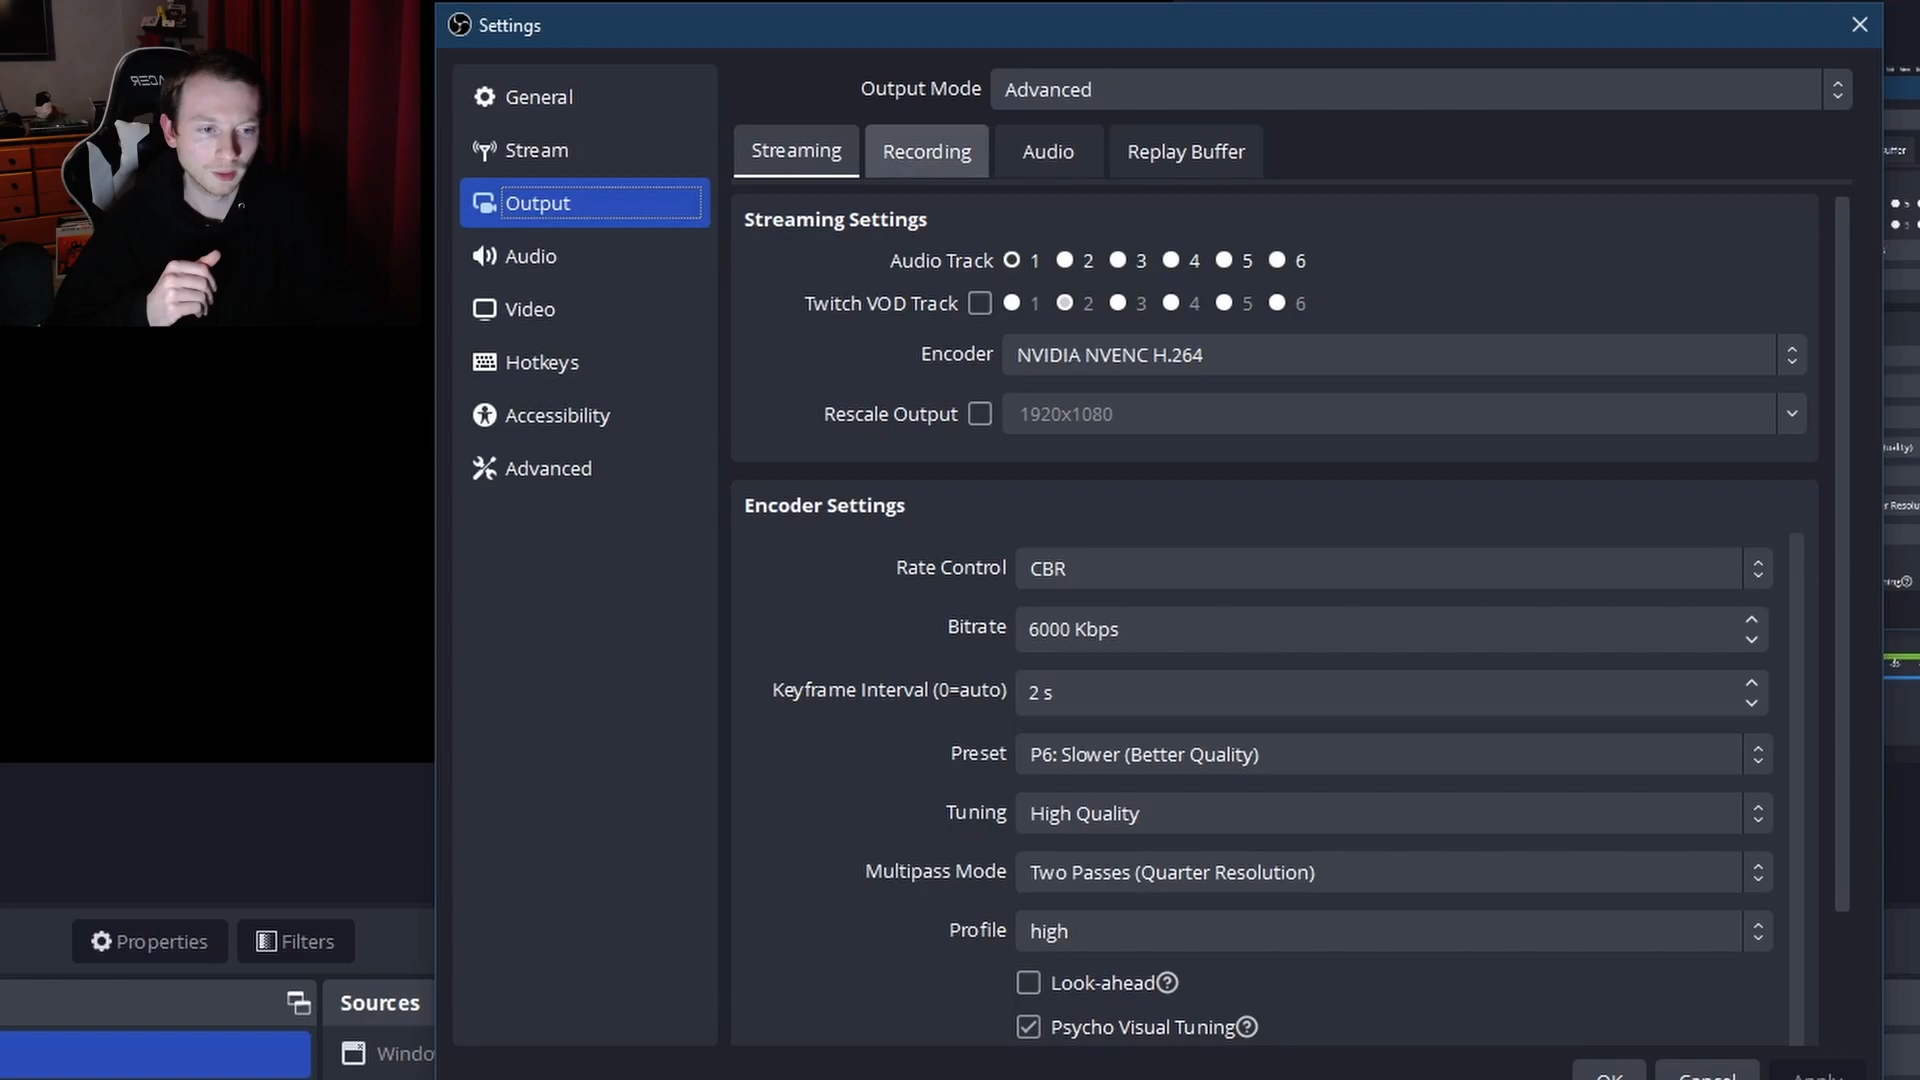 Settings
General
Stream
Output
Audio
Video
Hotkeys
Accessibility
Advanced
Output Mode Advanced
Streaming Recording Audio Replay Buffer
Streaming Settings
Audio Track 1 2 3 4 5 6
Twitch VOD Track 1 2 3 4 5 6
Encoder NVIDIA NVENC H.264
Rescale Output 1920x1080
Encoder Settings
Rate Control CBR
Bitrate 6000 Kbps
Keyframe Interval (0=auto) 2 s
Preset P6: Slower (Better Quality)
Tuning High Quality
Multipass Mode Two Passes (Quarter Resolution)
Profile high
Look-ahead
Psycho Visual Tuning
OK Cancel Apply
Properties Filters
Sources
Windo